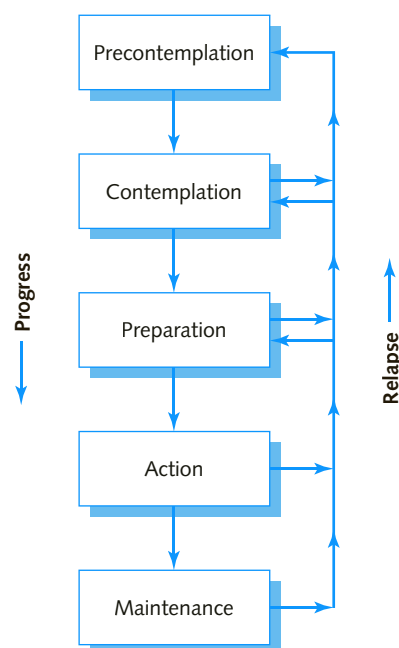 Precontemplation
Contemplation
Progress
Preparation
Relapse
Action
Maintenance